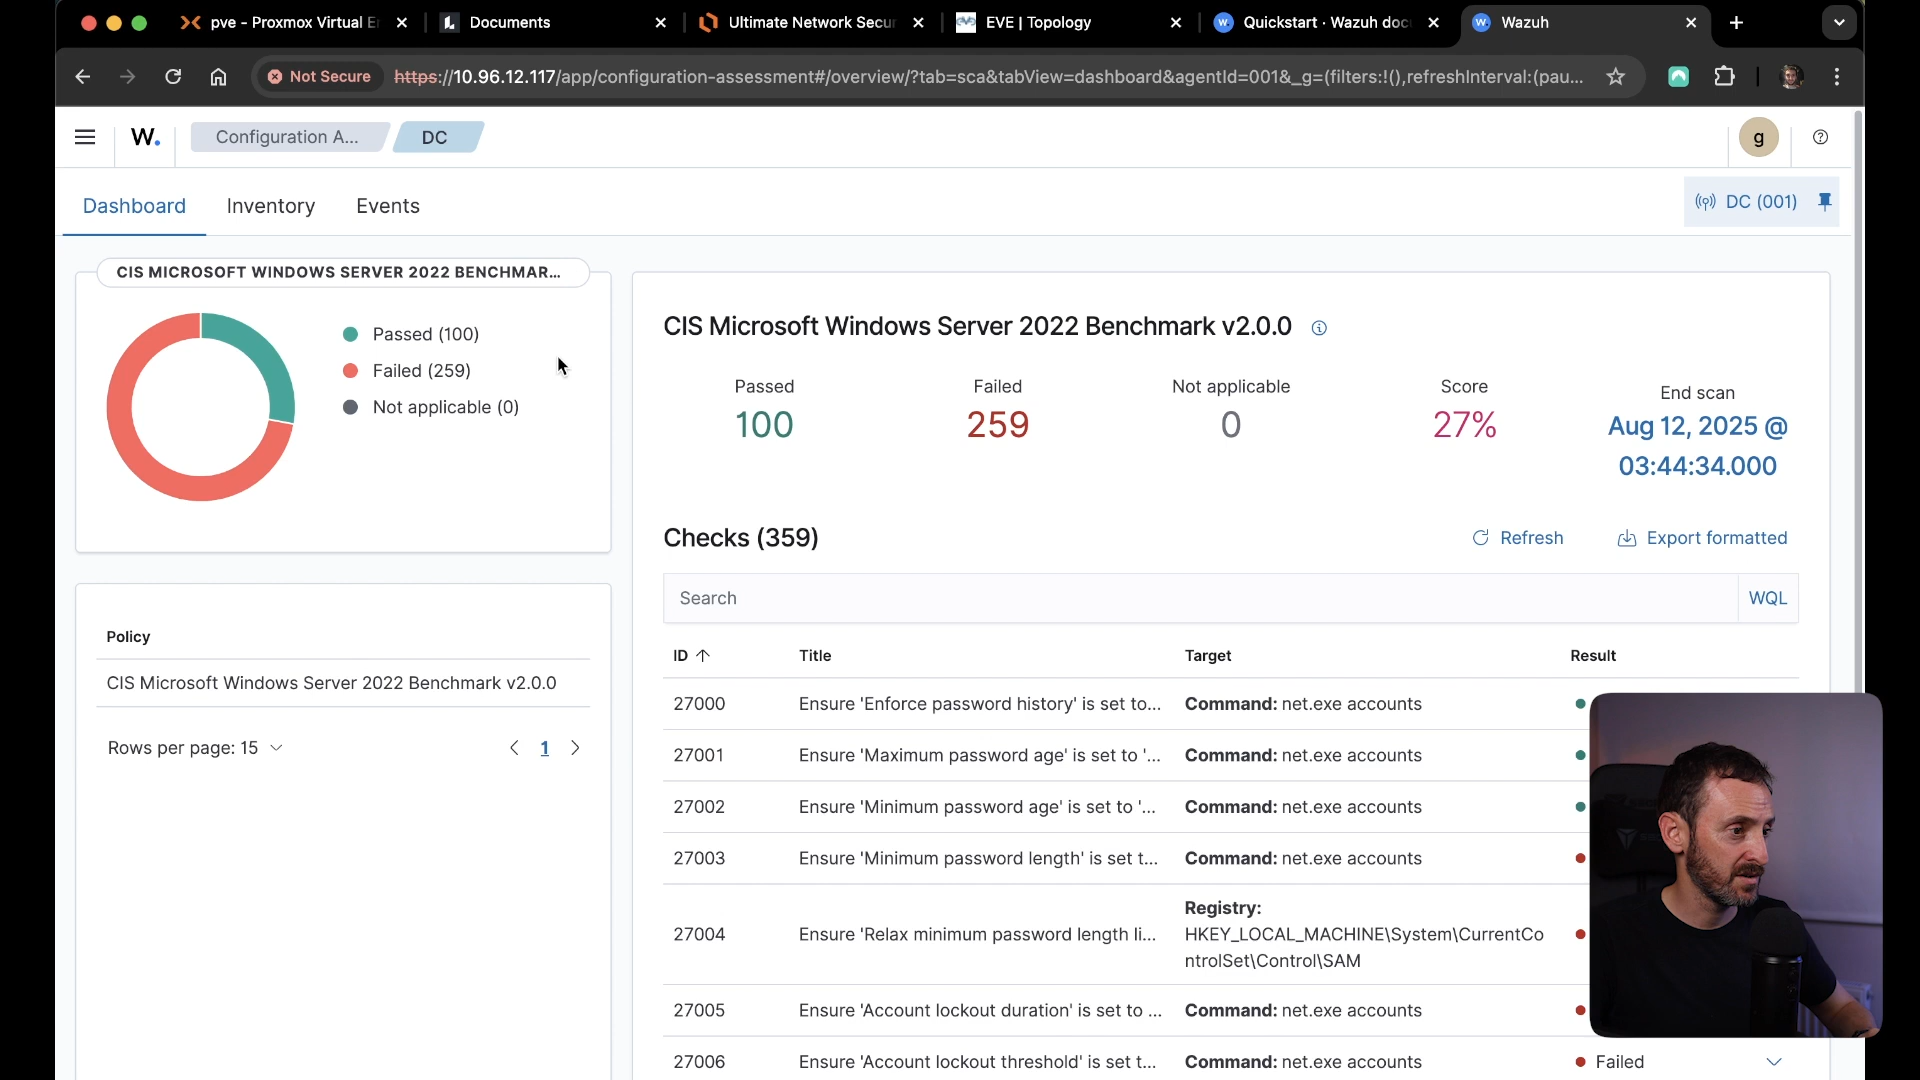 pve - Proxmox Virtual E
Documents
Ultimate Network Secu
EVE | Topology
Quickstart · Wazuh doc
Wazuh
Not Secure
https://10.96.12.117/app/configuration-assessment#/overview/?tab=sca&tabView=dashboard&agentId=001&_g=(filters:!(),refreshInterval:(pau...
W.
Configuration A...
DC
g
Dashboard
Inventory
Events
DC (001)
CIS MICROSOFT WINDOWS SERVER 2022 BENCHMAR...
Passed (100)
Failed (259)
Not applicable (0)
Policy
CIS Microsoft Windows Server 2022 Benchmark v2.0.0
Rows per page: 15
1
CIS Microsoft Windows Server 2022 Benchmark v2.0.0
Passed
100
Failed
259
Not applicable
0
Score
27%
End scan
Aug 12, 2025 @
03:44:34.000
Checks (359)
Refresh
Export formatted
Search
WQL
ID Title Target Result
27000 Ensure 'Enforce password history' is set to... Command: net.exe accounts
27001 Ensure 'Maximum password age' is set to '... Command: net.exe accounts
27002 Ensure 'Minimum password age' is set to '... Command: net.exe accounts
27003 Ensure 'Minimum password length' is set t... Command: net.exe accounts
27004 Ensure 'Relax minimum password length li... Registry:
HKEY_LOCAL_MACHINE\System\CurrentCo
ntrolSet\Control\SAM
27005 Ensure 'Account lockout duration' is set to ... Command: net.exe accounts
27006 Ensure 'Account lockout threshold' is set t... Command: net.exe accounts Failed